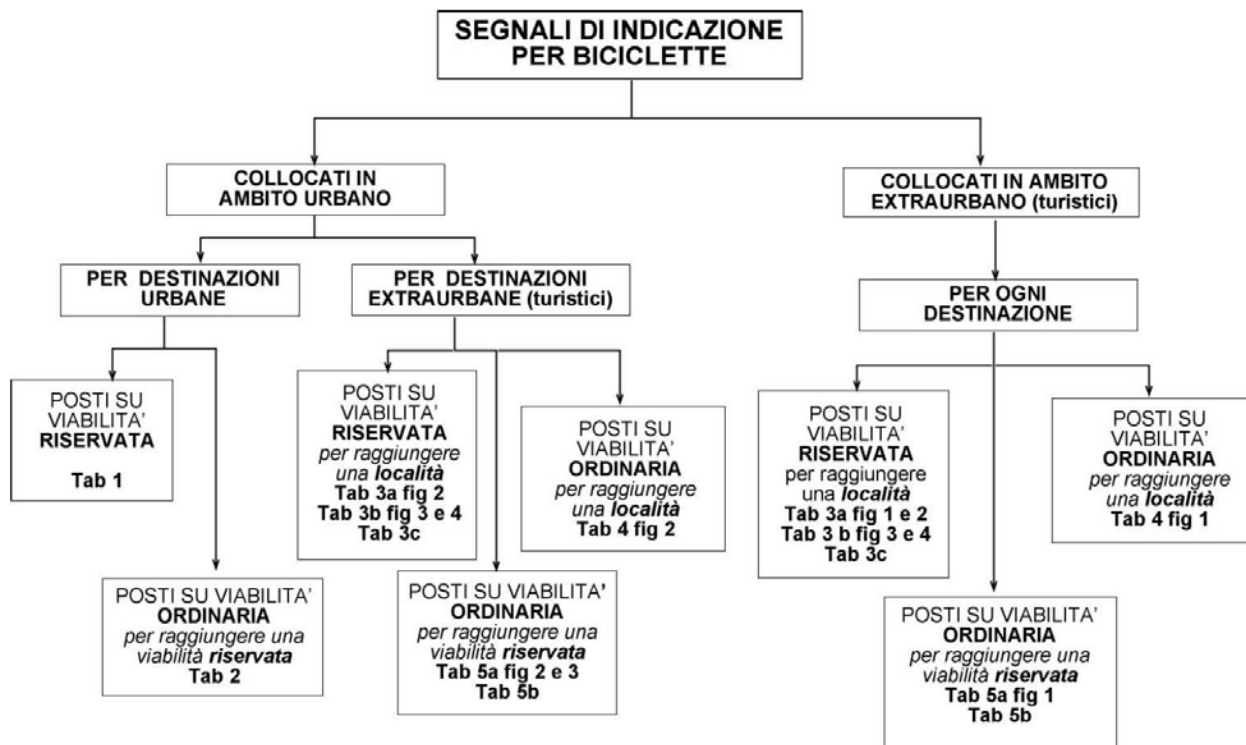 SEGNALI DI INDICAZIONE
PER BICICLETTE
COLLOCATI IN
AMBITO URBANO
COLLOCATI IN AMBITO
EXTRAURBANO (turistici)
PER DESTINAZIONI
URBANE
PER DESTINAZIONI
EXTRAURBANE (turistici)
PER OGNI
DESTINAZIONE
POSTI SU
VIABILITA'
RISERVATA
Tab 1
POSTI SU
VIABILITA'
RISERVATA
per raggiungere
una località
Tab 3a fig 2
Tab 3b fig 3 e 4
Tab 3c
POSTI SU
VIABILITA'
ORDINARIA
per raggiungere
una località
Tab 4 fig 2
POSTI SU
VIABILITA'
RISERVATA
per raggiungere
una località
Tab 3a fig 1 e 2
Tab 3 b fig 3 e 4
Tab 3c
POSTI SU
VIABILITA'
ORDINARIA
per raggiungere
una località
Tab 4 fig 1
POSTI SU VIABILITA'
ORDINARIA
per raggiungere una
viabilità riservata
Tab 2
POSTI SU VIABILITA'
ORDINARIA
per raggiungere una
viabilità riservata
Tab 5a fig 2 e 3
Tab 5b
POSTI SU VIABILITA'
ORDINARIA
per raggiungere una
viabilità riservata
Tab 5a fig 1
Tab 5b